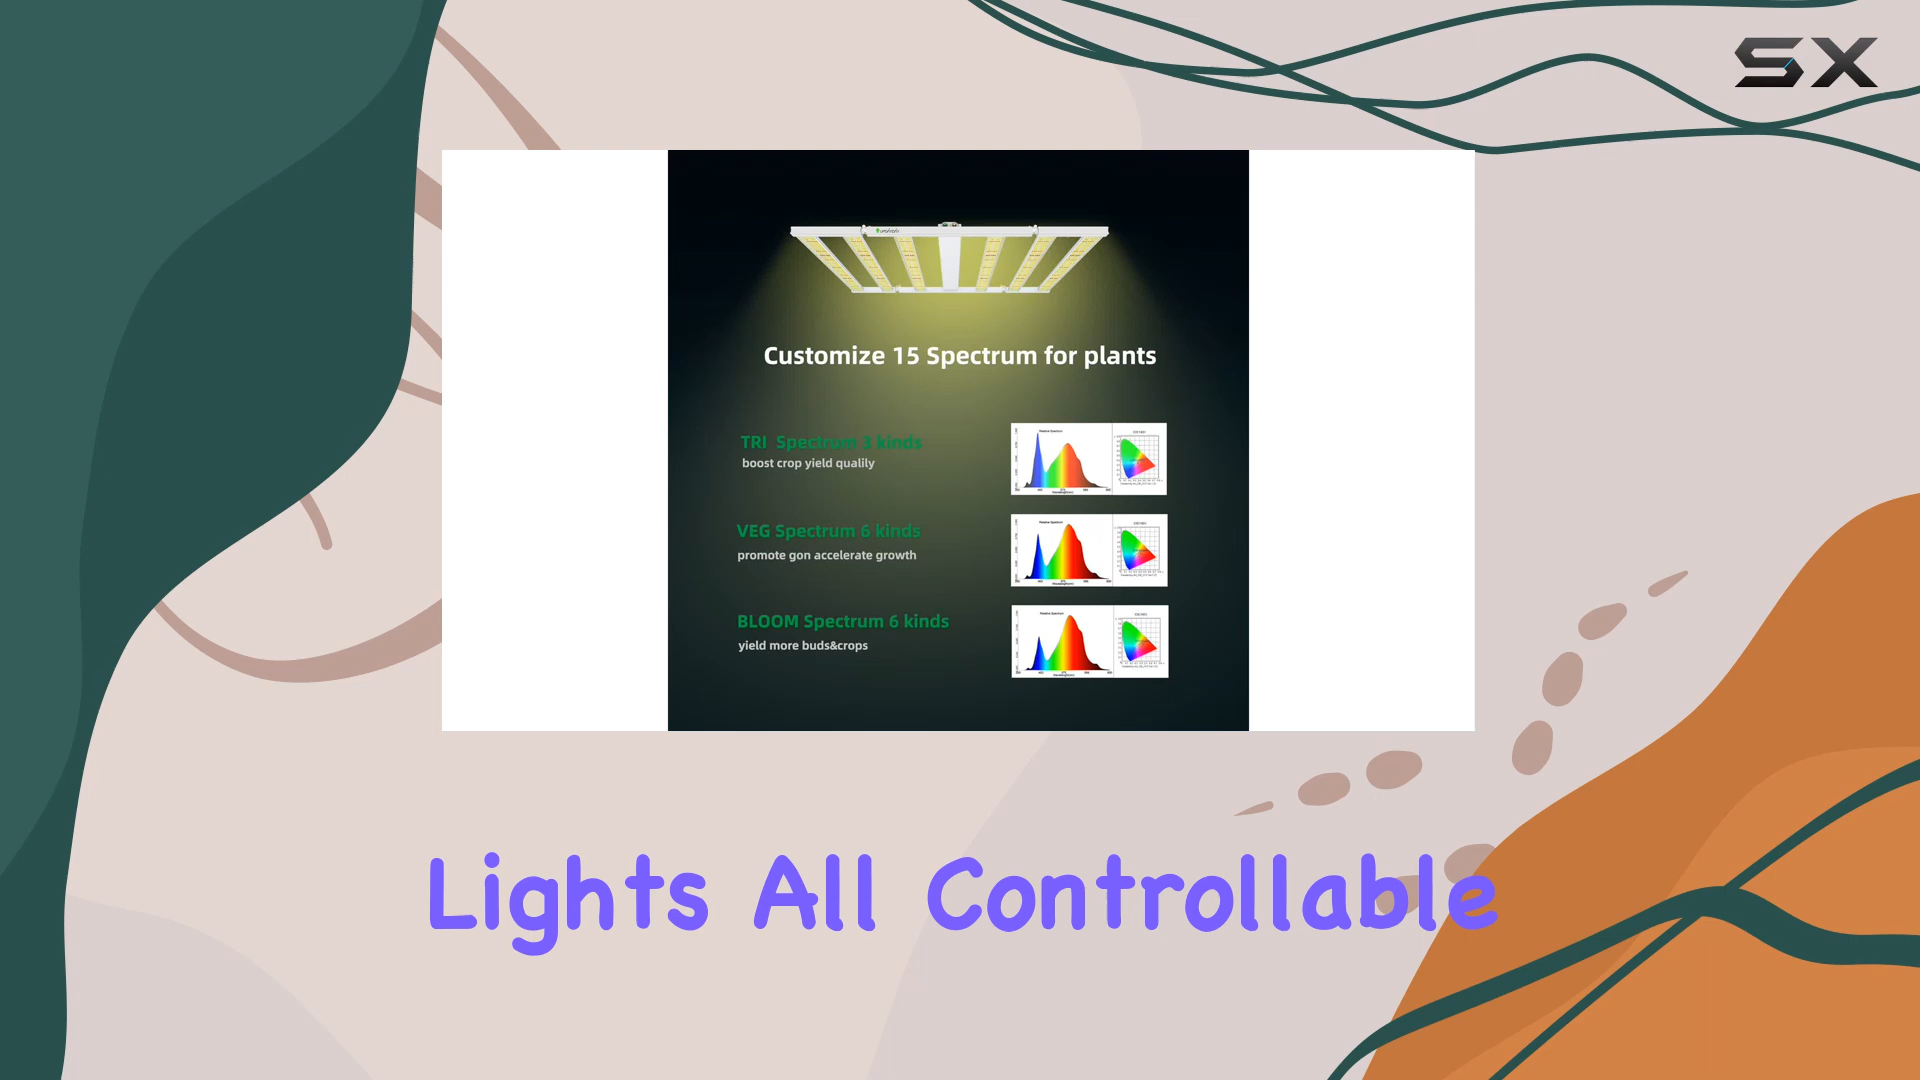 SX
Customize 15 Spectrum for plants
TRI Spectrum 3 kinds
boost crop yield qualily
VEG Spectrum 6 kinds
promote gon accelerate growth
BLOOM Spectrum 6 kinds
yield more buds&crops
Lights All Controllable